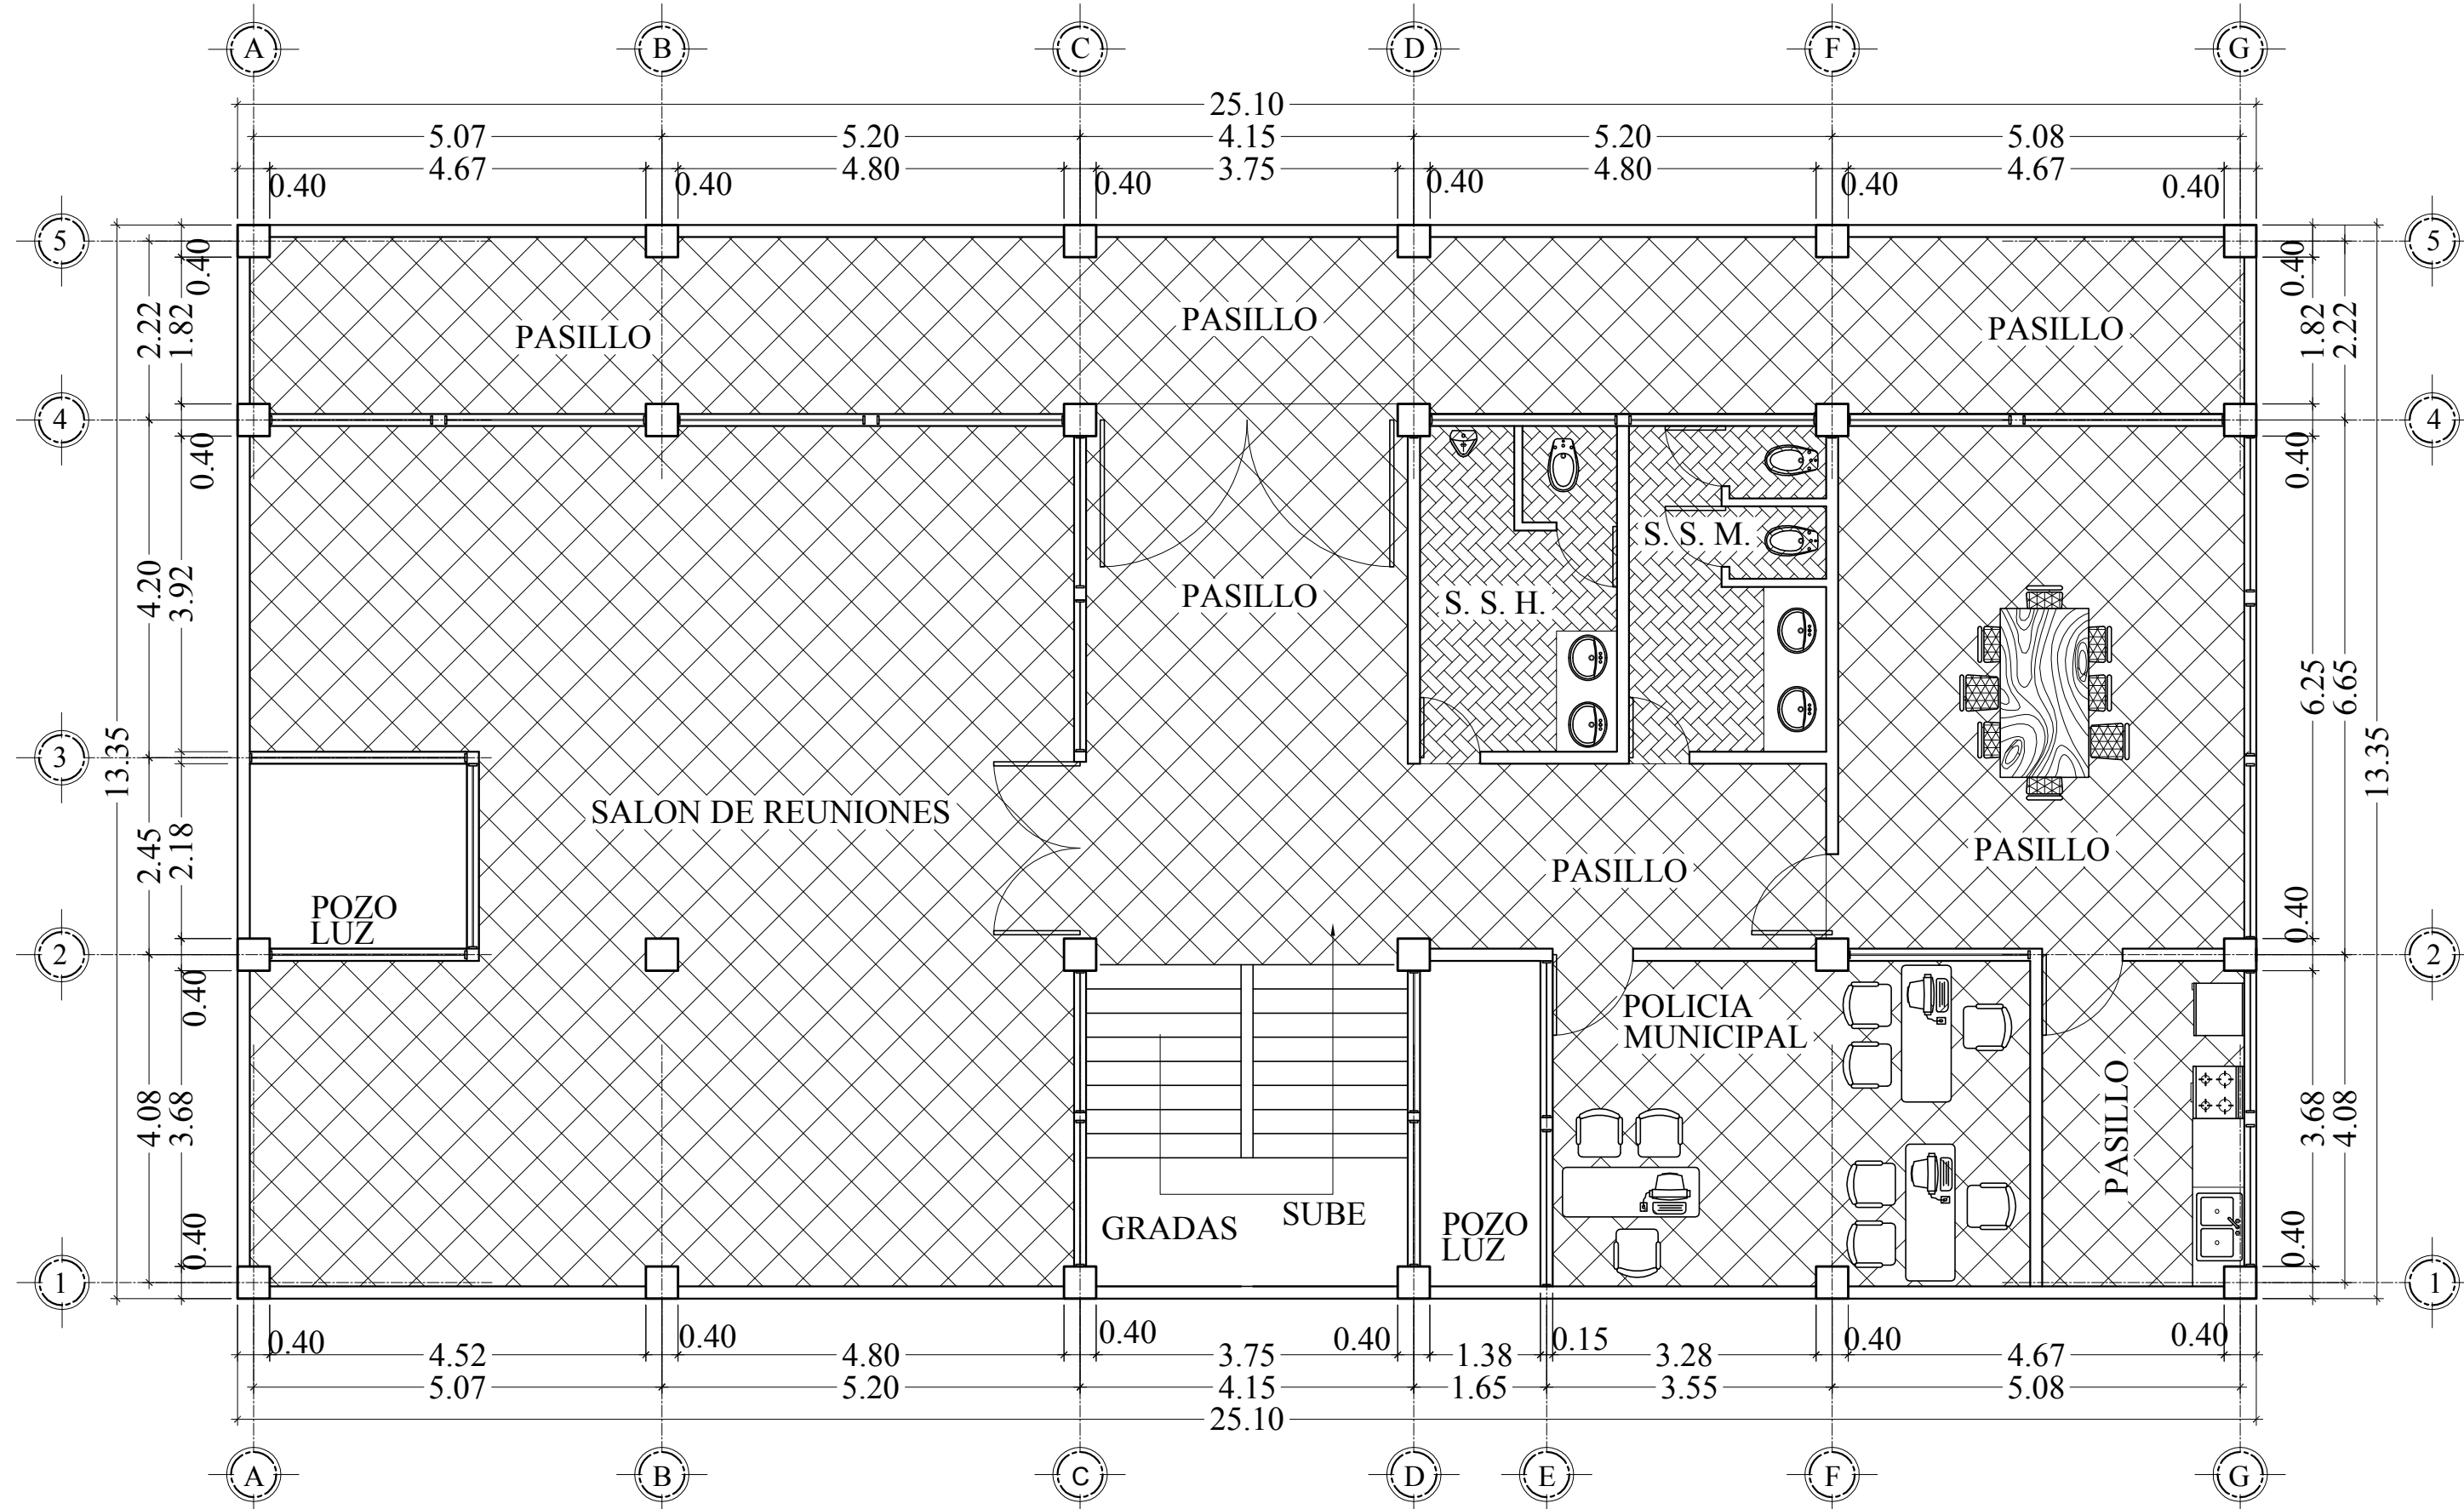 A B C D F G
25.10
5.07 5.20 4.15 5.20 5.08
4.67 4.80 3.75 4.80 4.67
0.40 0.40 0.40 0.40 0.40 0.40
5 5
0.40 0.40
2.22 1.82 1.82 2.22
PASILLO PASILLO PASILLO
4 4
0.40 0.40
S. S. M.
4.20 3.92 PASILLO S. S. H.
6.25 6.65
3 3
13.35 13.35
SALON DE REUNIONES
2.45 2.18 PASILLO PASILLO
POZO
LUZ
0.40
2 2
0.40
POLICIA
MUNICIPAL
4.08 3.68 PASILLO 3.68 4.08
GRADAS SUBE
POZO
LUZ
0.40 0.40
1 1
0.40 0.40 0.40 0.40 0.15 0.40 0.40
4.52 4.80 3.75 1.38 3.28 4.67
5.07 5.20 4.15 1.65 3.55 5.08
25.10
A B C D E F G